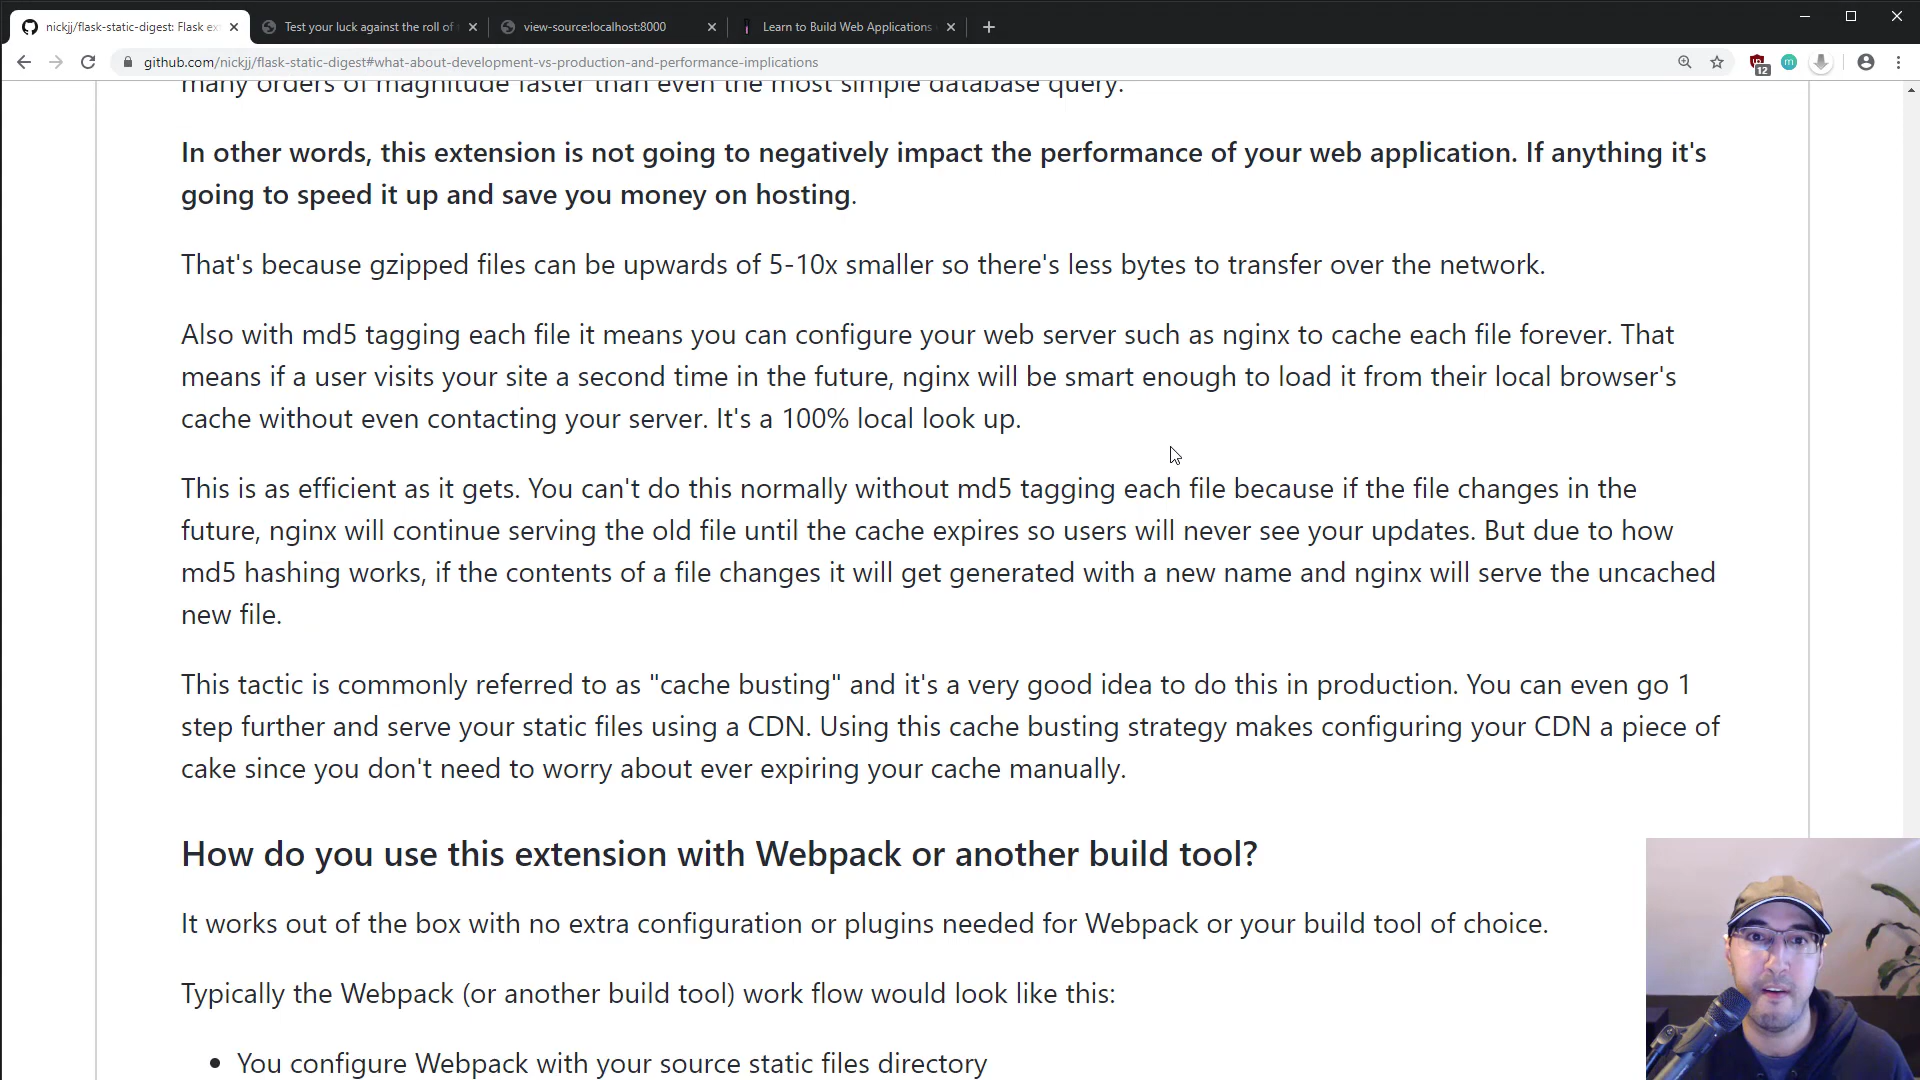 nickjj/flask-static-digest: Flask ex
Test your luck against the roll of
view-source:localhost:8000
Learn to Build Web Applications
github.com/nickjj/flask-static-digest#what-about-development-vs-production-and-performance-implications
12
m
many orders of magnitude faster than even the most simple database query.
In other words, this extension is not going to negatively impact the performance of your web application. If anything it's
going to speed it up and save you money on hosting.
That's because gzipped files can be upwards of 5-10x smaller so there's less bytes to transfer over the network.
Also with md5 tagging each file it means you can configure your web server such as nginx to cache each file forever. That
means if a user visits your site a second time in the future, nginx will be smart enough to load it from their local browser's
cache without even contacting your server. It's a 100% local look up.
This is as efficient as it gets. You can't do this normally without md5 tagging each file because if the file changes in the
future, nginx will continue serving the old file until the cache expires so users will never see your updates. But due to how
md5 hashing works, if the contents of a file changes it will get generated with a new name and nginx will serve the uncached
new file.
This tactic is commonly referred to as "cache busting" and it's a very good idea to do this in production. You can even go 1
step further and serve your static files using a CDN. Using this cache busting strategy makes configuring your CDN a piece of
cake since you don't need to worry about ever expiring your cache manually.
How do you use this extension with Webpack or another build tool?
It works out of the box with no extra configuration or plugins needed for Webpack or your build tool of choice.
Typically the Webpack (or another build tool) work flow would look like this:
• You configure Webpack with your source static files directory